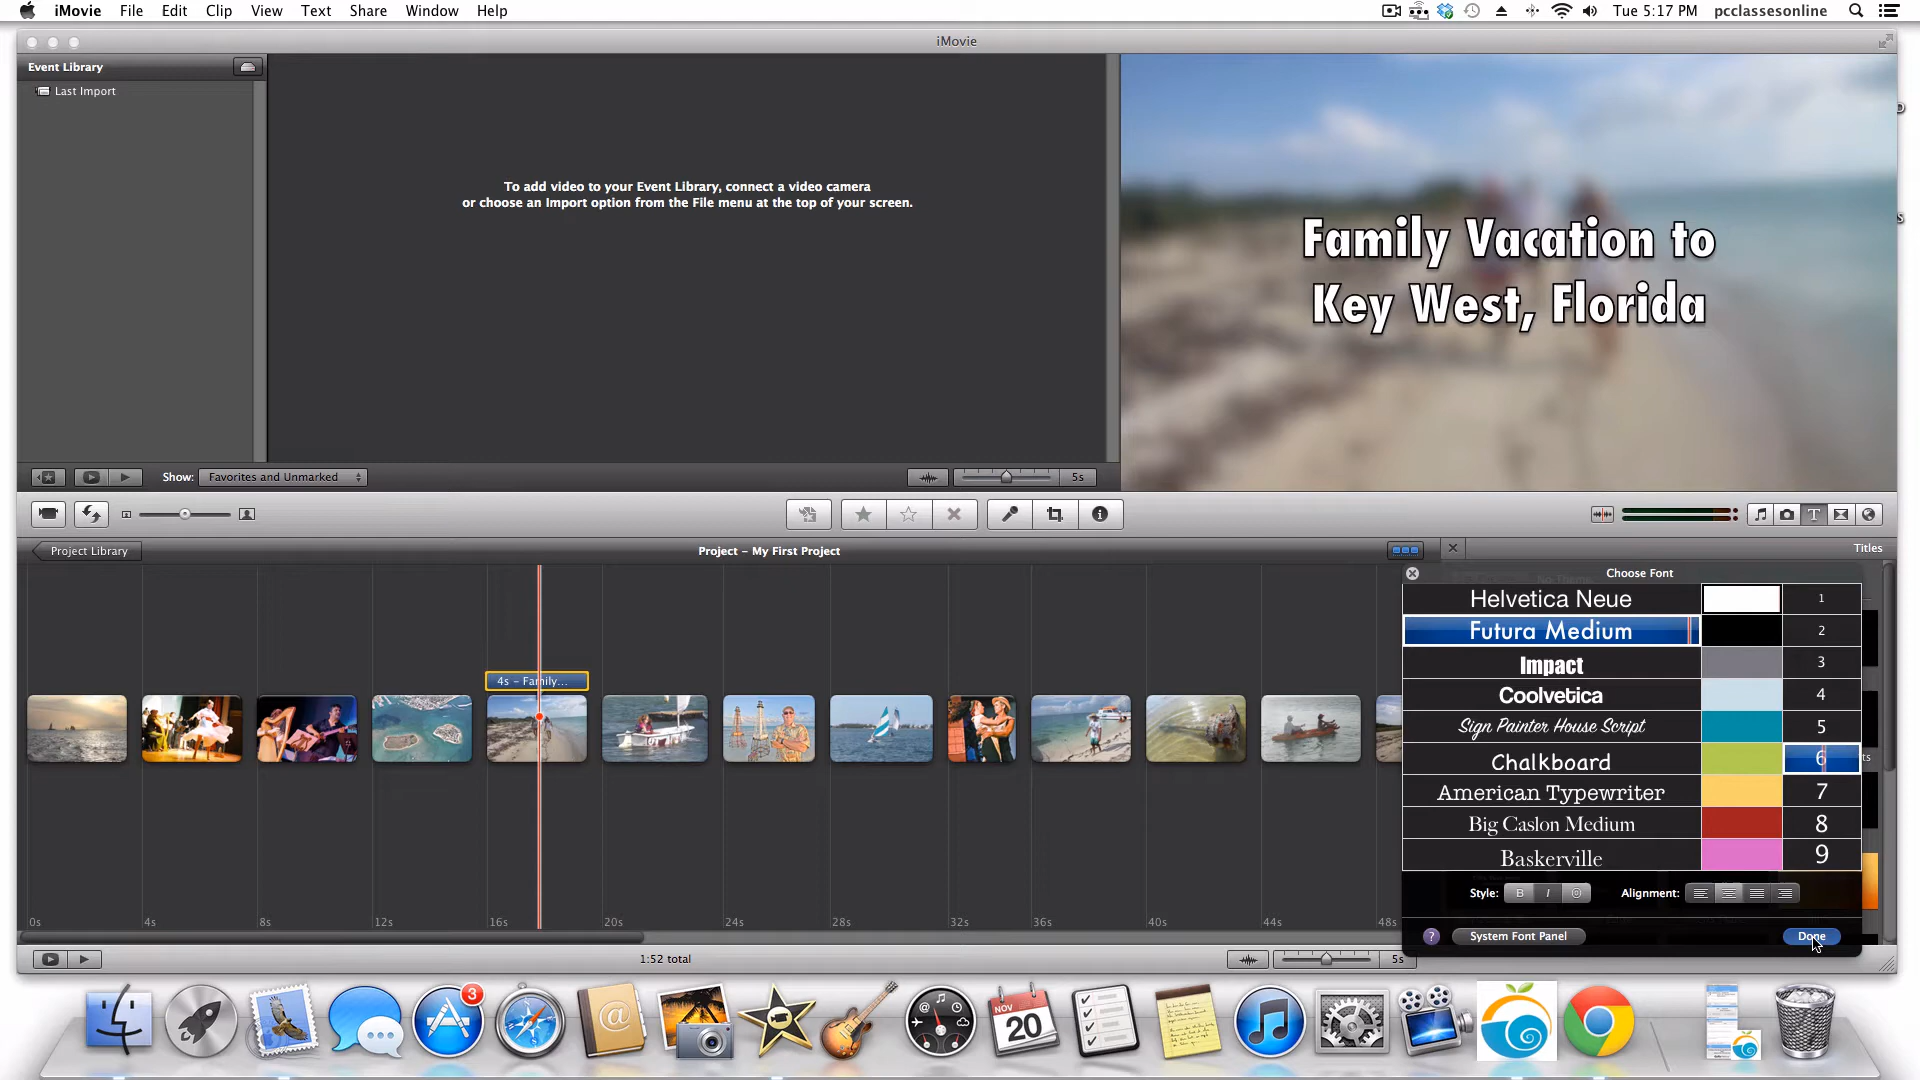 iMovie File Edit Clip View Text Share Window Help Tue 5:17 PM pcclassesonline
iMovie
Event Library
Last Import
To add video to your Event Library, connect a video camera
or choose an Import option from the File menu at the top of your screen.
Family Vacation to
Key West, Florida
Show: Favorites and Unmarked 5s
Project Library
Project – My First Project
Titles
Choose Font
Helvetica Neue 1
Futura Medium 2
Impact 3
Coolvetica 4
Sign Painter House Script 5
Chalkboard 6
American Typewriter 7
Big Caslon Medium 8
Baskerville 9
4s – Family...
0s 4s 8s 12s 16s 20s 24s 28s 32s 36s 40s 44s 48s
Style: B I Alignment:
? System Font Panel Done
1:52 total 5s
3
NOV
20